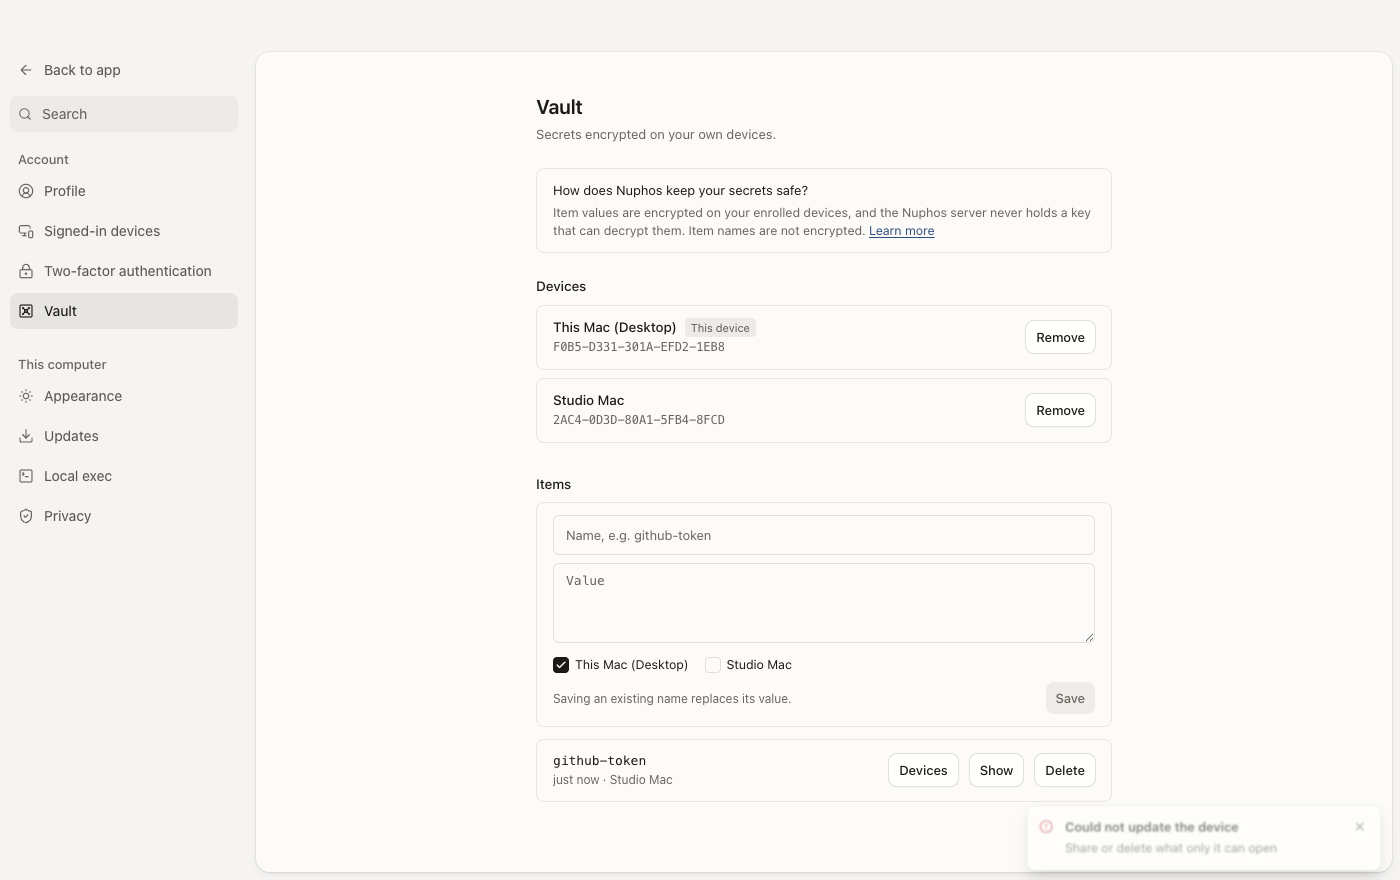 Back to app
Search
Account
Profile
Signed-in devices
Two-factor authentication
Vault
This computer
Appearance
Updates
Local exec
Privacy
Vault
Secrets encrypted on your own devices.
How does Nuphos keep your secrets safe?
Item values are encrypted on your enrolled devices, and the Nuphos server never holds a key
that can decrypt them. Item names are not encrypted. Learn more
Devices
This Mac (Desktop) This device
F0B5-D331-301A-EFD2-1EB8
Remove
Studio Mac
2AC4-0D3D-80A1-5FB4-8FCD
Remove
Items
Name, e.g. github-token
Value
This Mac (Desktop) Studio Mac
Saving an existing name replaces its value.
Save
github-token
just now · Studio Mac
Devices Show Delete
Could not update the device
Share or delete what only it can open